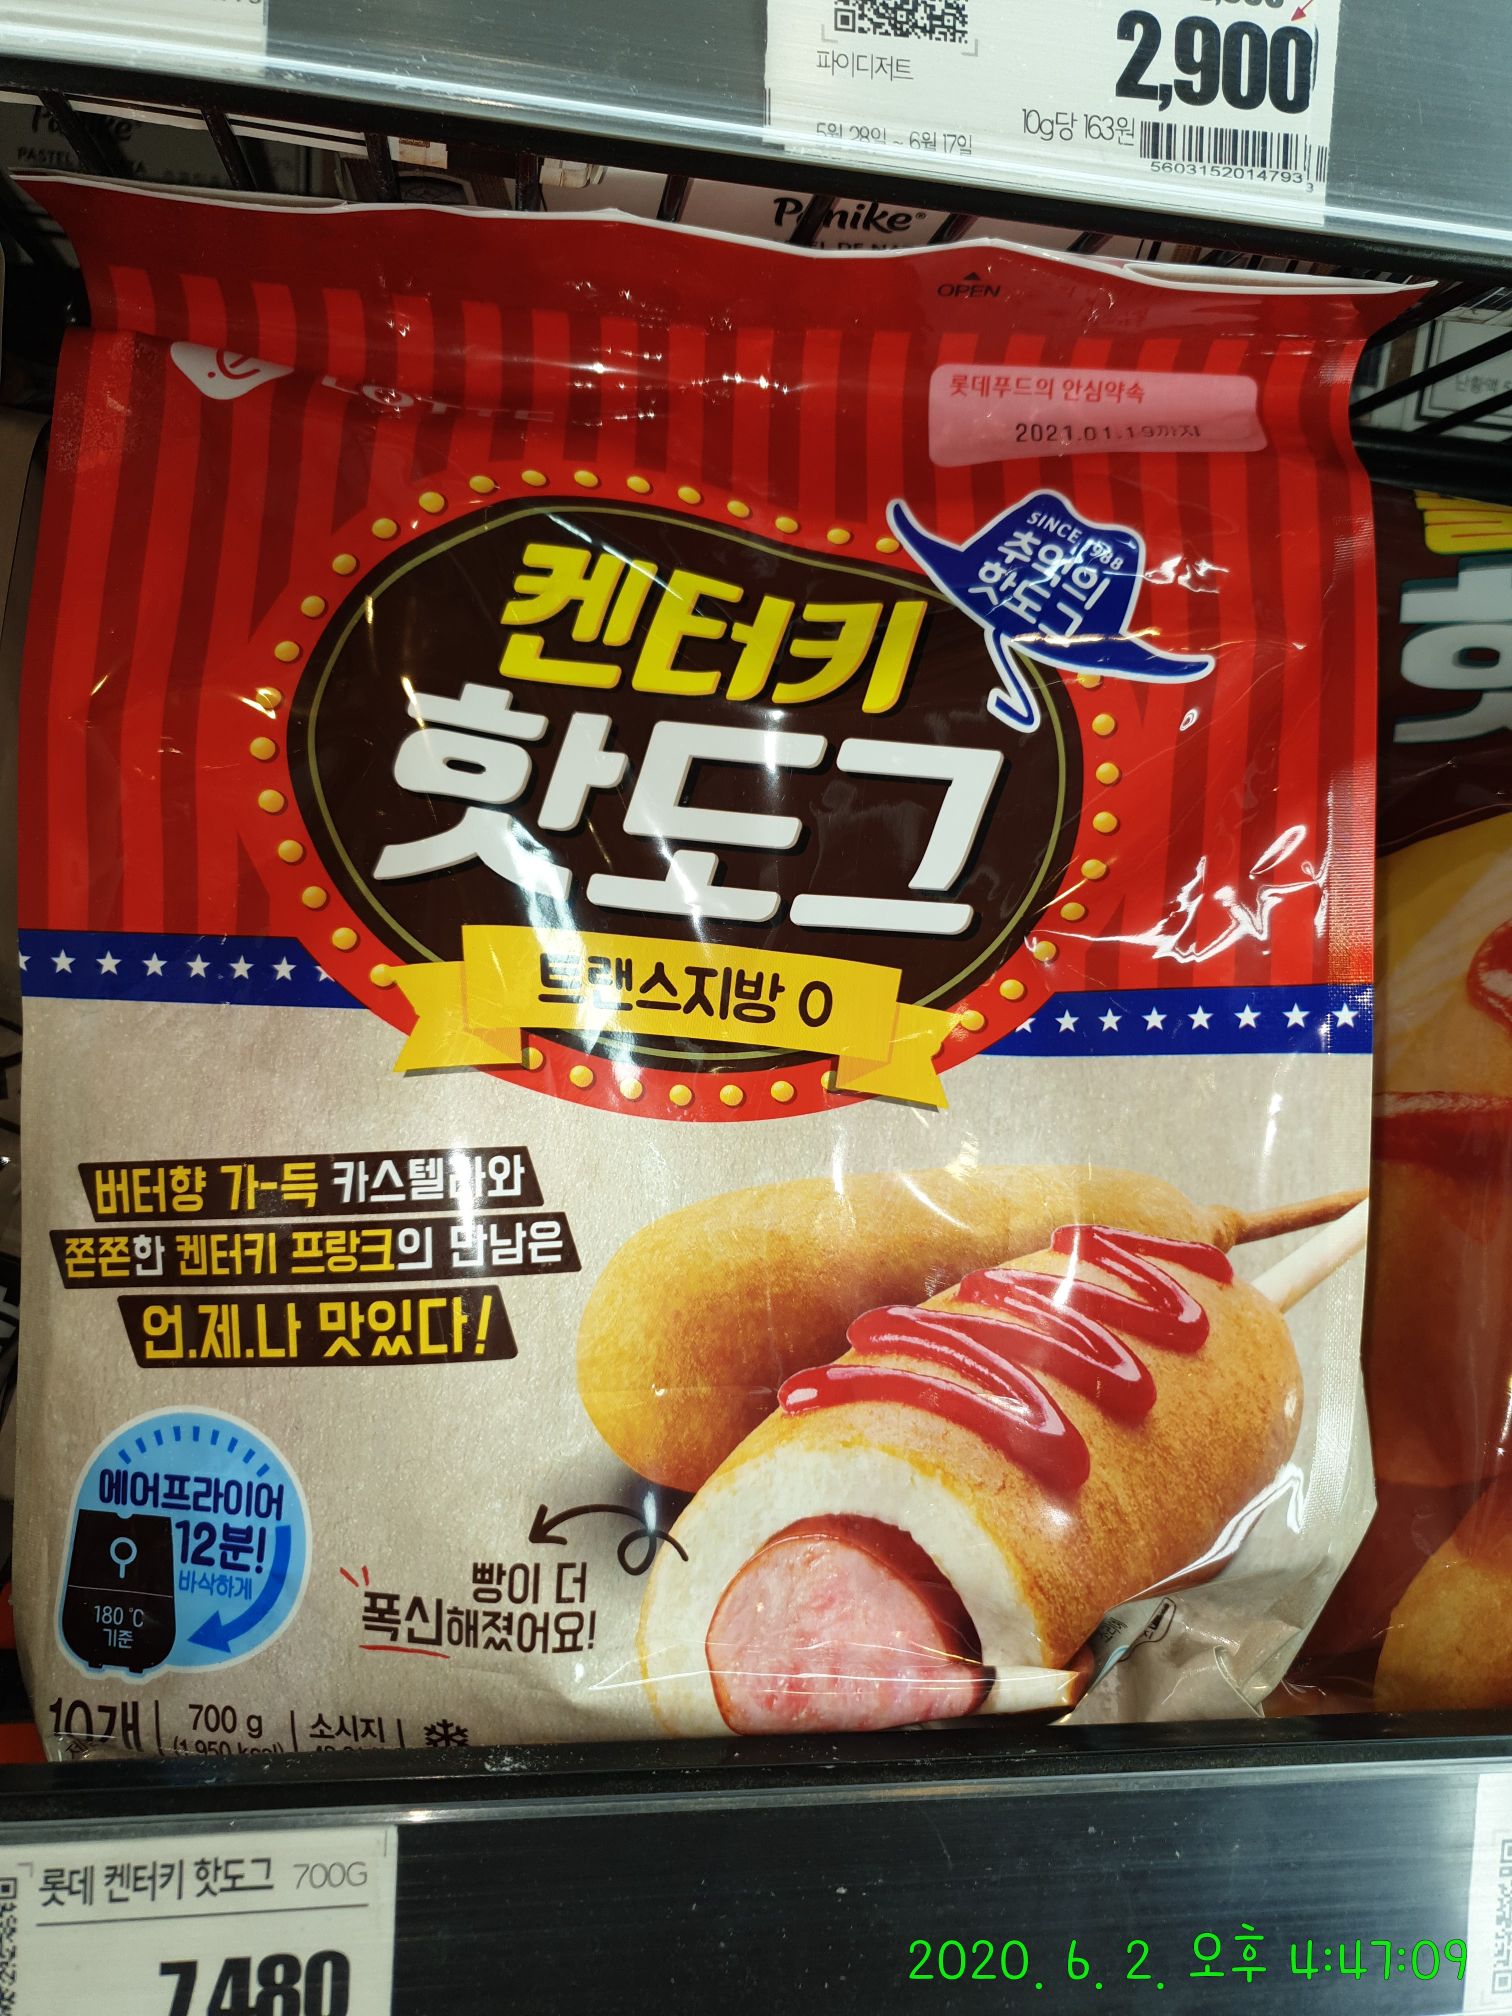 2,900
파이디저트
10g당 163원
5월 28일 ~ 6월 17일
5603152014793
Panike
OPEN
LOTTE
롯데푸드의 안심약속
2021.01.19까지
SINCE 1988
추억의
핫도그
켄터키
핫도그
트랜스지방 0
버터향 가-득 카스텔라와
쫀쫀한 켄터키 프랑크의 만남은
언.제.나 맛있다!
에어프라이어
12분!
바삭하게
180 ℃
기준
빵이 더
폭신해졌어요!
10개 | 700 g | 소시지 |
(1,950 kcal)
롯데 켄터키 핫도그 700G
7,480
2020. 6. 2. 오후 4:47:09